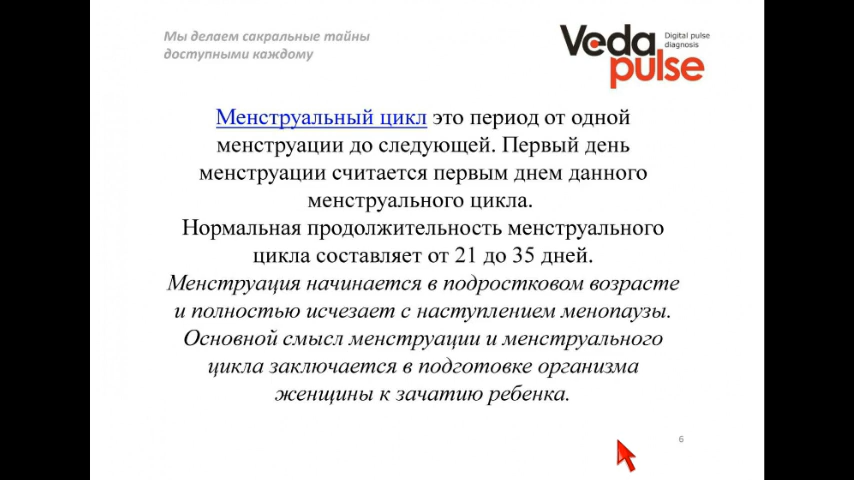 Мы делаем сакральные тайны
доступными каждому
Veda
pulse
Digital pulse
diagnosis
Менструальный цикл это период от одной
менструации до следующей. Первый день
менструации считается первым днем данного
менструального цикла.
Нормальная продолжительность менструального
цикла составляет от 21 до 35 дней.
Менструация начинается в подростковом возрасте
и полностью исчезает с наступлением менопаузы.
Основной смысл менструации и менструального
цикла заключается в подготовке организма
женщины к зачатию ребенка.
6